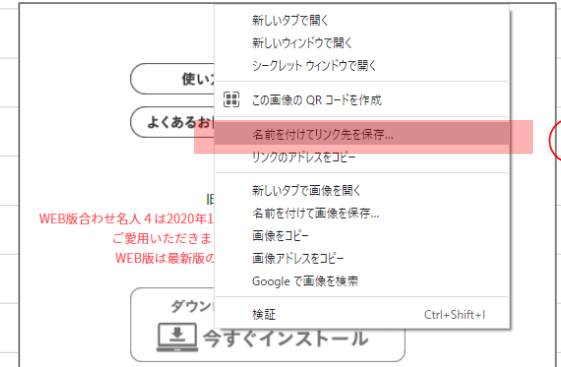 新しいタブで開く
新しいウィンドウで開く
シークレット ウィンドウで開く
使い
この画像の QR コードを作成
よくあるお
名前を付けてリンク先を保存...
リンクのアドレスをコピー
新しいタブで画像を開く
名前を付けて画像を保存...
WEB版合わせ名人４は2020年1
画像をコピー
ご愛用いただきま
画像アドレスをコピー
WEB版は最新版の
Google で画像を検索
ダウン
検証 Ctrl+Shift+I
今すぐインストール